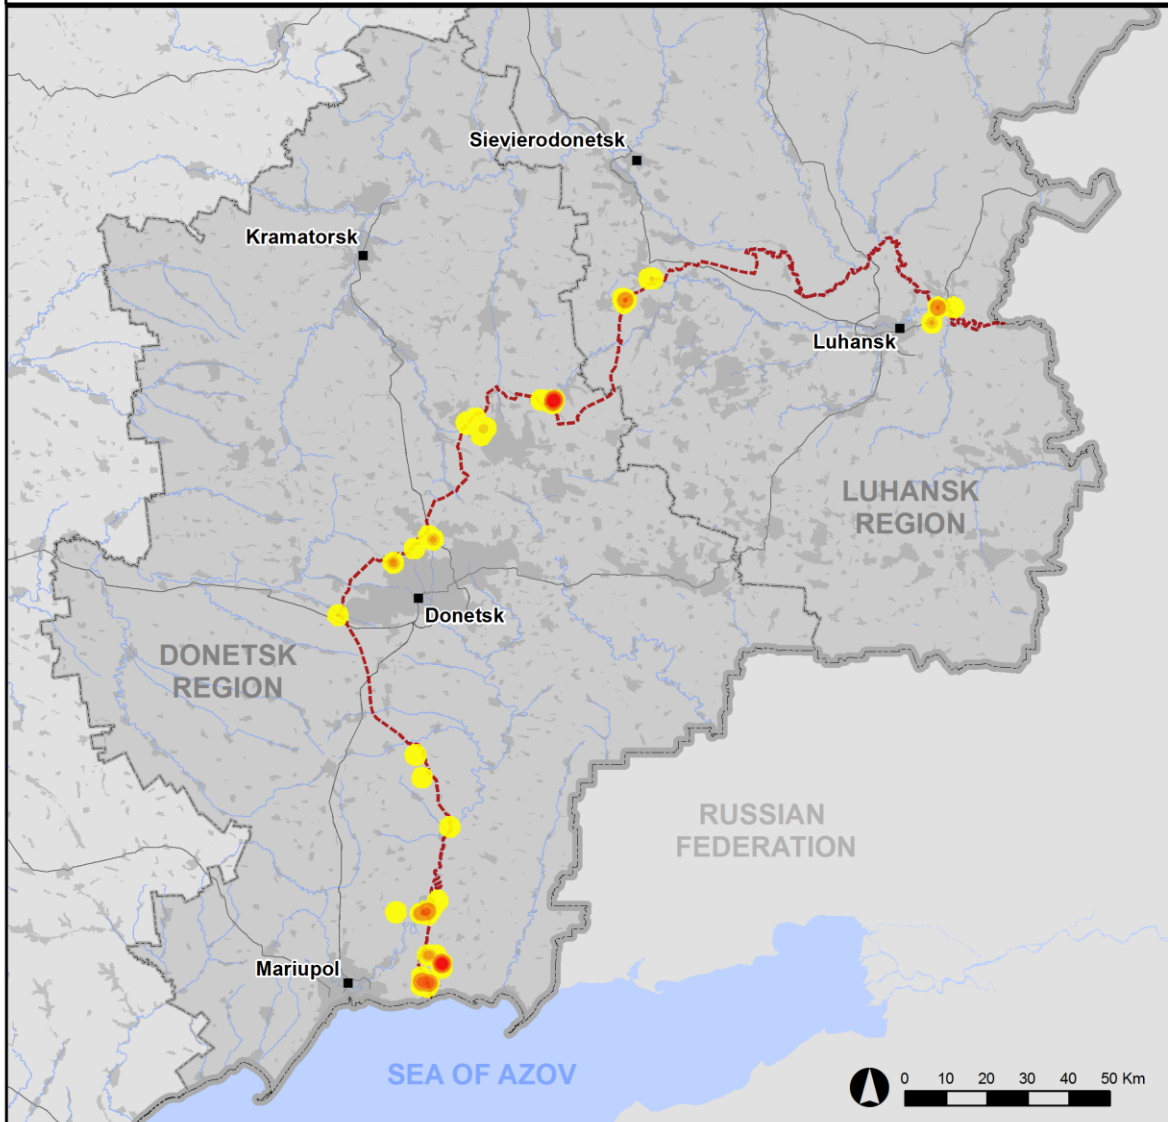 Sievierodonetsk
Kramatorsk
Luhansk
LUHANSK
REGION
Donetsk
DONETSK
REGION
RUSSIAN
FEDERATION
Mariupol
SEA OF AZOV
0 10 20 30 40 50 Km